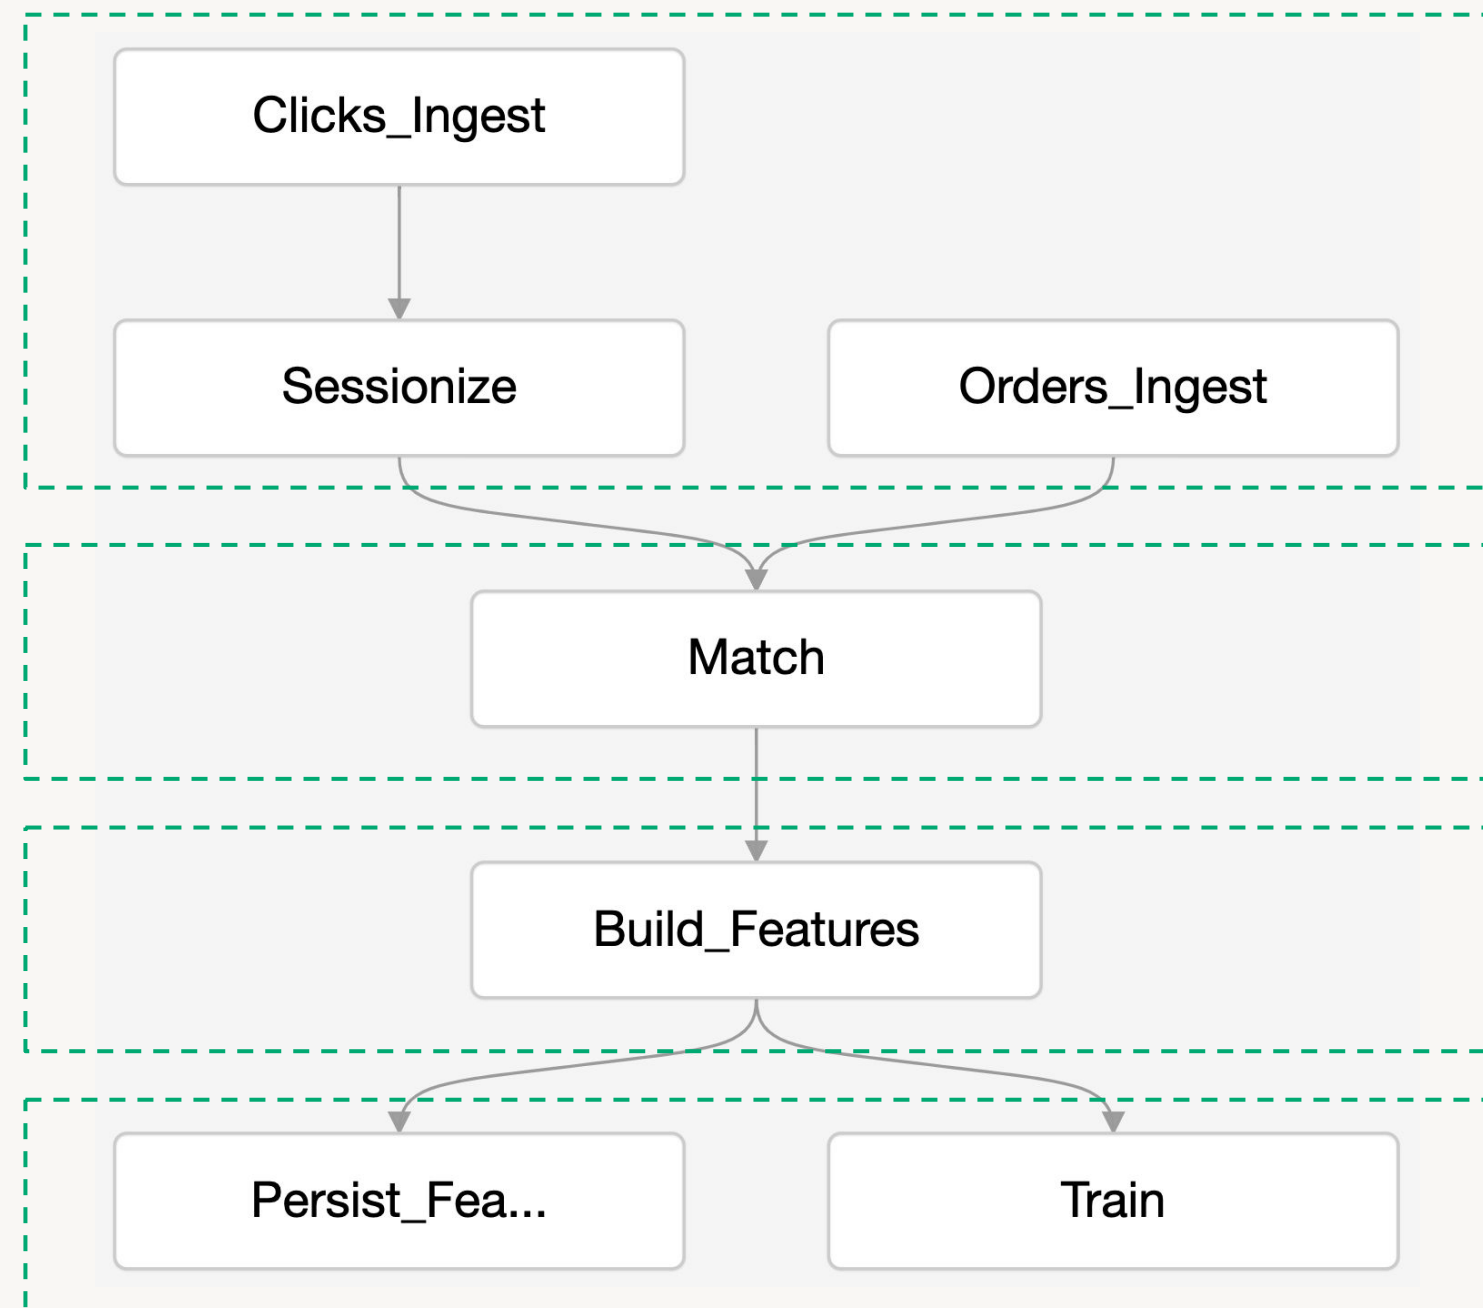 Clicks_Ingest
Sessionize
Orders_Ingest
Match
Build_Features
Persist_Fea...
Train